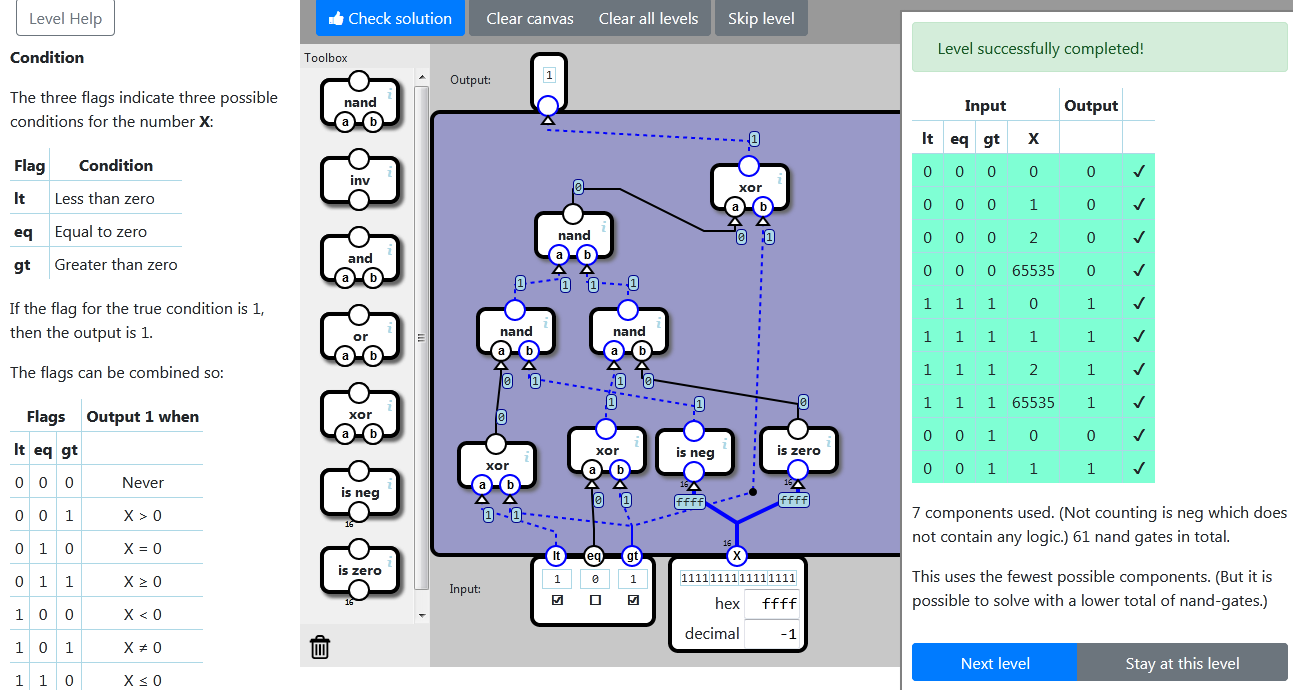 Level Help
Condition
The three flags indicate three possible
conditions for the number X:
Flag Condition
lt Less than zero
eq Equal to zero
gt Greater than zero
If the flag for the true condition is 1,
then the output is 1.
The flags can be combined so:
Flags Output 1 when
lt eq gt
0 0 0 Never
0 0 1 X > 0
0 1 0 X = 0
0 1 1 X ≥ 0
1 0 0 X < 0
1 0 1 X ≠ 0
1 1 0 X ≤ 0
Check solution Clear canvas Clear all levels Skip level
Toolbox
nand i
a b
inv i
and i
a b
or i
a b
xor i
a b
is neg i
16
is zero i
16
Output:
1
1
xor i
a b
0 1
0
nand i
a b
1 1 1 1
nand i
a b
nand i
a b
0 1 1 0
0 1 1 0
xor i
a b
xor i
a b
is neg i
is zero i
1 1 0 1
16 16
ffff ffff
16
lt eq gt X
Input:
1 0 1
1111 1111 1111 1111
hex ffff
decimal -1
Level successfully completed!
Input Output
lt eq gt X
0 0 0 0 0 ✓
0 0 0 1 0 ✓
0 0 0 2 0 ✓
0 0 0 65535 0 ✓
1 1 1 0 1 ✓
1 1 1 1 1 ✓
1 1 1 2 1 ✓
1 1 1 65535 1 ✓
0 0 1 0 0 ✓
0 0 1 1 1 ✓
7 components used. (Not counting is neg which does
not contain any logic.) 61 nand gates in total.
This uses the fewest possible components. (But it is
possible to solve with a lower total of nand-gates.)
Next level Stay at this level